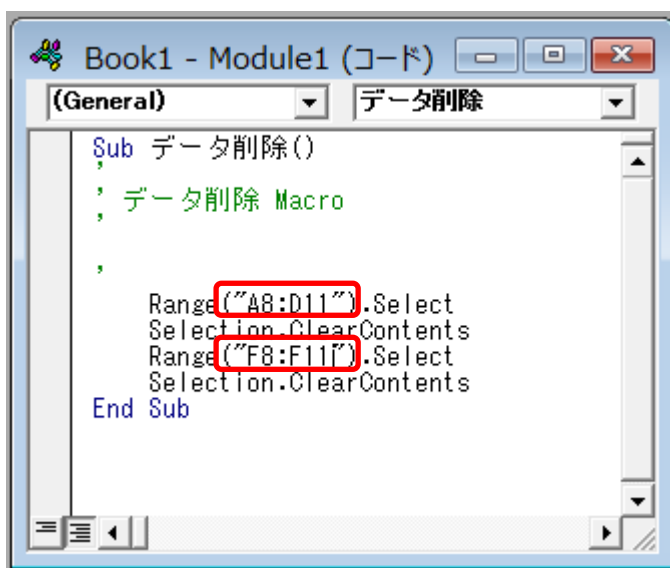 Book1 - Module1 (コード)
(General) データ削除
Sub データ削除()
'
' データ削除 Macro
'
'
Range("A8:D11").Select
Selection.ClearContents
Range("F8:F11").Select
Selection.ClearContents
End Sub